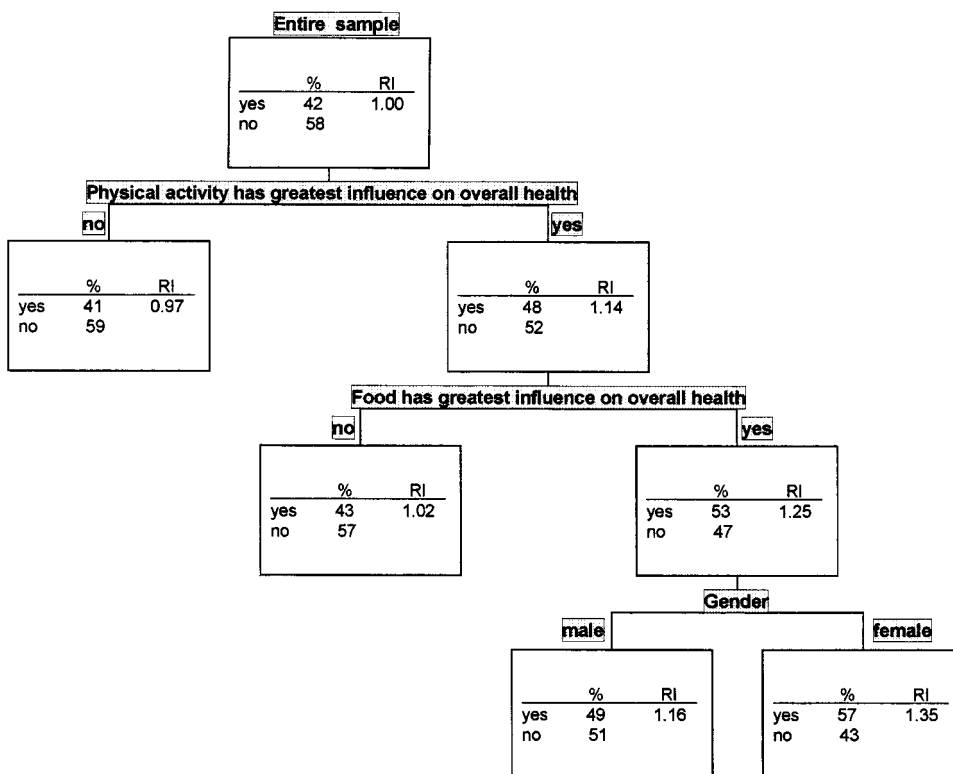 Entire sample
% RI
yes 42 1.00
no 58
Physical activity has greatest influence on overall health
no yes
% RI % RI
yes 41 0.97 yes 48 1.14
no 59 no 52
Food has greatest influence on overall health
no yes
% RI % RI
yes 43 1.02 yes 53 1.25
no 57 no 47
Gender
male female
% RI % RI
yes 49 1.16 yes 57 1.35
no 51 no 43